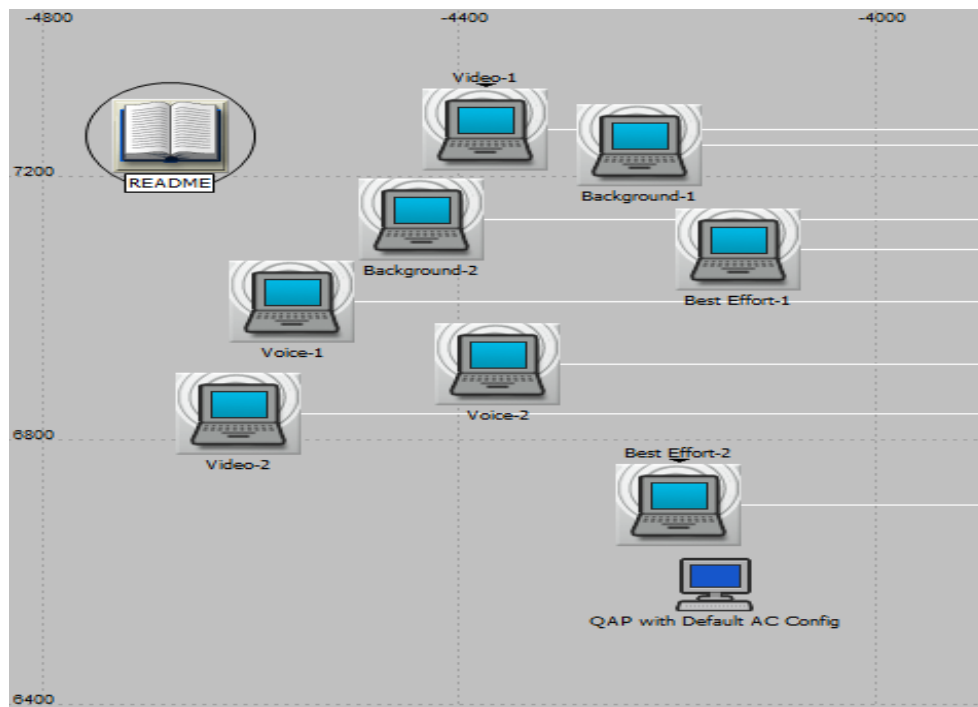 -4800
-4400
-4000
Video-1
README
7200
Background-1
Background-2
Best Effort-1
Voice-1
Voice-2
6800
Video-2
Best Effort-2
QAP with Default AC Config
6400